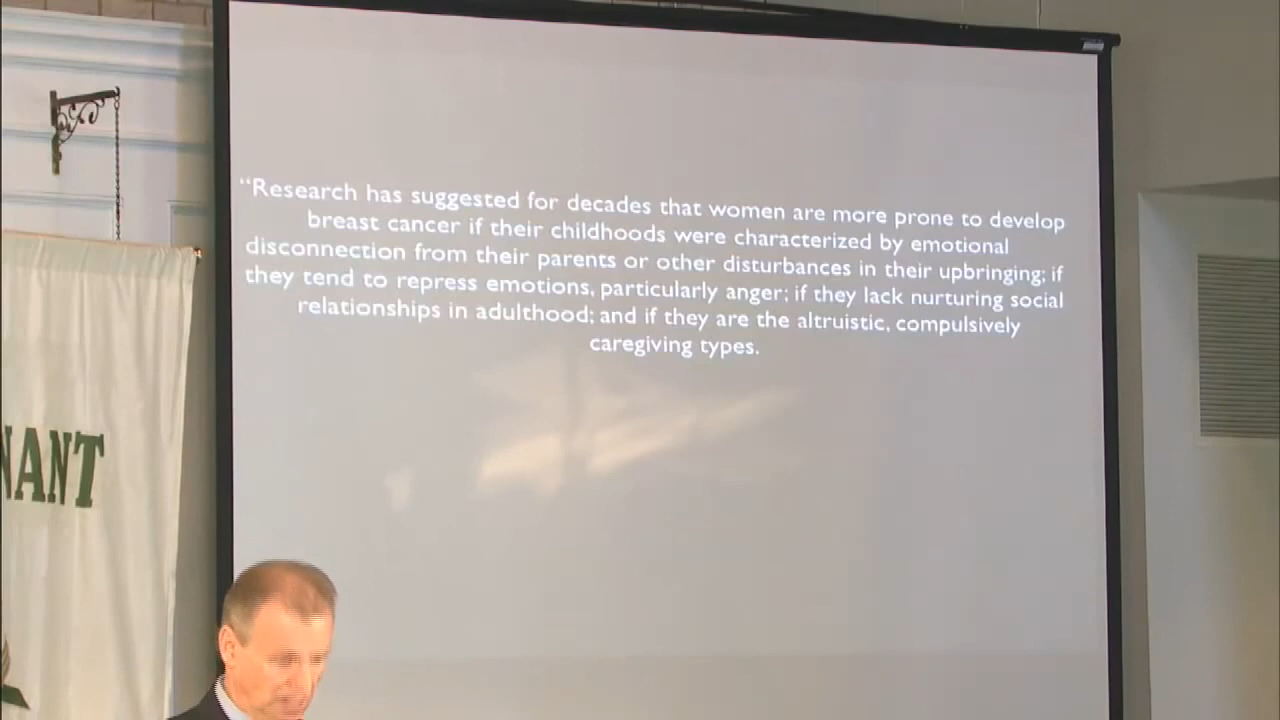 “Research has suggested for decades that women are more prone to develop
breast cancer if their childhoods were characterized by emotional
disconnection from their parents or other disturbances in their upbringing; if
they tend to repress emotions, particularly anger; if they lack nurturing social
relationships in adulthood; and if they are the altruistic, compulsively
caregiving types.
NANT